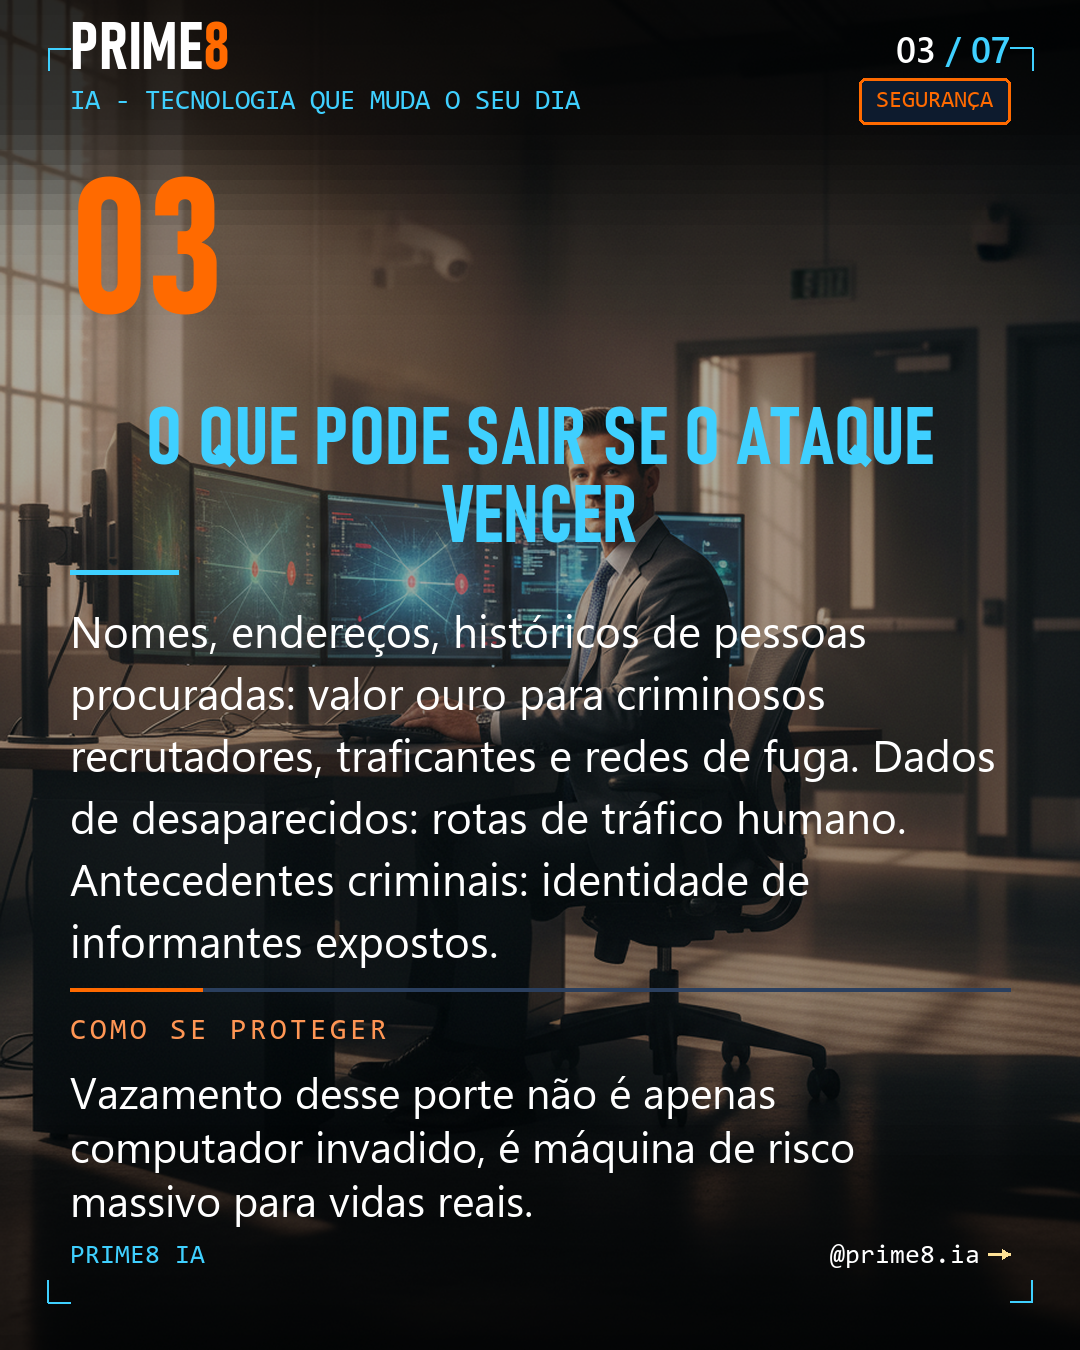 PRIME8
03 / 07
IA - TECNOLOGIA QUE MUDA O SEU DIA
SEGURANÇA
03
O QUE PODE SAIR SE O ATAQUE
VENCER
Nomes, endereços, históricos de pessoas
procuradas: valor ouro para criminosos
recrutadores, traficantes e redes de fuga. Dados
de desaparecidos: rotas de tráfico humano.
Antecedentes criminais: identidade de
informantes expostos.
COMO SE PROTEGER
Vazamento desse porte não é apenas
computador invadido, é máquina de risco
massivo para vidas reais.
PRIME8 IA
@prime8.ia